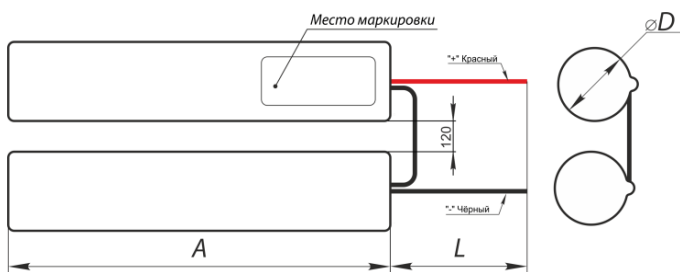 Место маркировки
⌀D
"+" Красный
120
"-" Чёрный
A
L